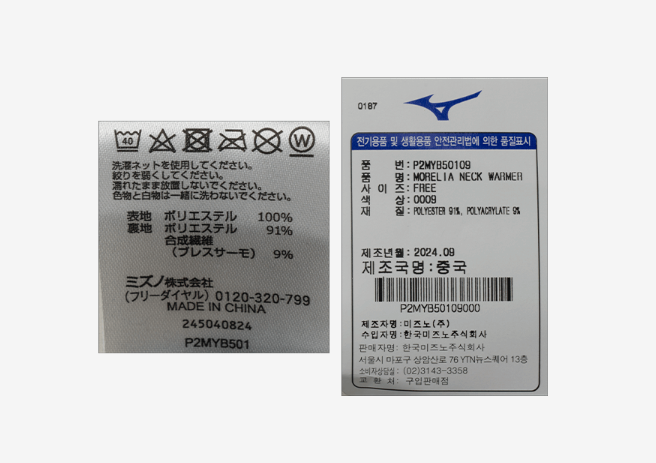 40
W
洗濯ネットを使用してください。
絞りを弱くしてください。
濡れたまま放置しないでください。
色物と白物は一緒に洗わないでください。
表地 ポリエステル 100%
裏地 ポリエステル 91%
合成繊維
（ブレスサーモ） 9%
ミズノ株式会社
(フリーダイヤル) 0120-320-799
MADE IN CHINA
245040824
P2MYB501
0187
전기용품 및 생활용품 안전관리법에 의한 품질표시
품 번:P2MYB50109
품 명:MORELIA NECK WARMER
사 이 즈:FREE
색 상:0009
재 질:POLYESTER 91%, POLYACRYLATE 9%
제조년월:2024.09
제조국명:중국
P2MYB50109000
제조자명:미즈노(주)
수입자명:한국미즈노주식회사
판매자명: 한국미즈노주식회사
서울시 마포구 상암산로 76 YTN뉴스퀘어 13층
소비자상담실: (02)3143-3358
교 환 처: 구입판매점